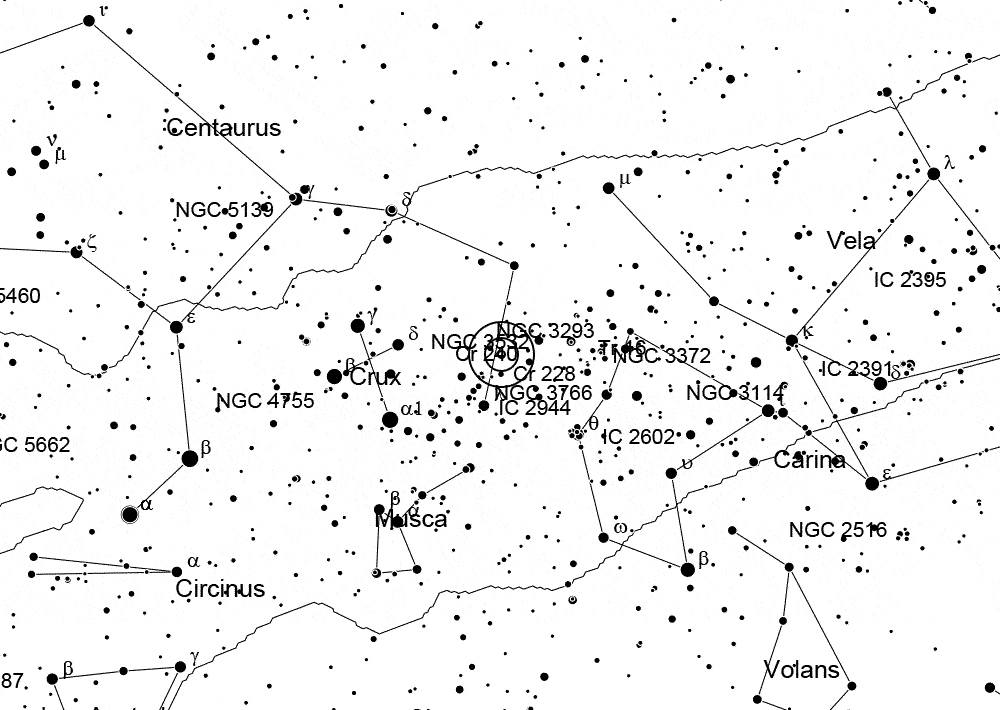 ι
Centaurus
ν
μ
λ
γ
μ
δ
NGC 5139
ζ
Vela
IC 2395
5460
ε
γ
NGC 3293
κ
δ
NGC 3532
Cr 240
NGC 3372
β
Crux
Cr 228
IC 2391
δ
NGC 4755
NGC 3766
NGC 3114
ι
α1
IC 2944
θ
IC 2602
GC 5662
β
Carina
υ
ε
β
α
α
Musca
ω
NGC 2516
α
β
Circinus
γ
β
Volans
87